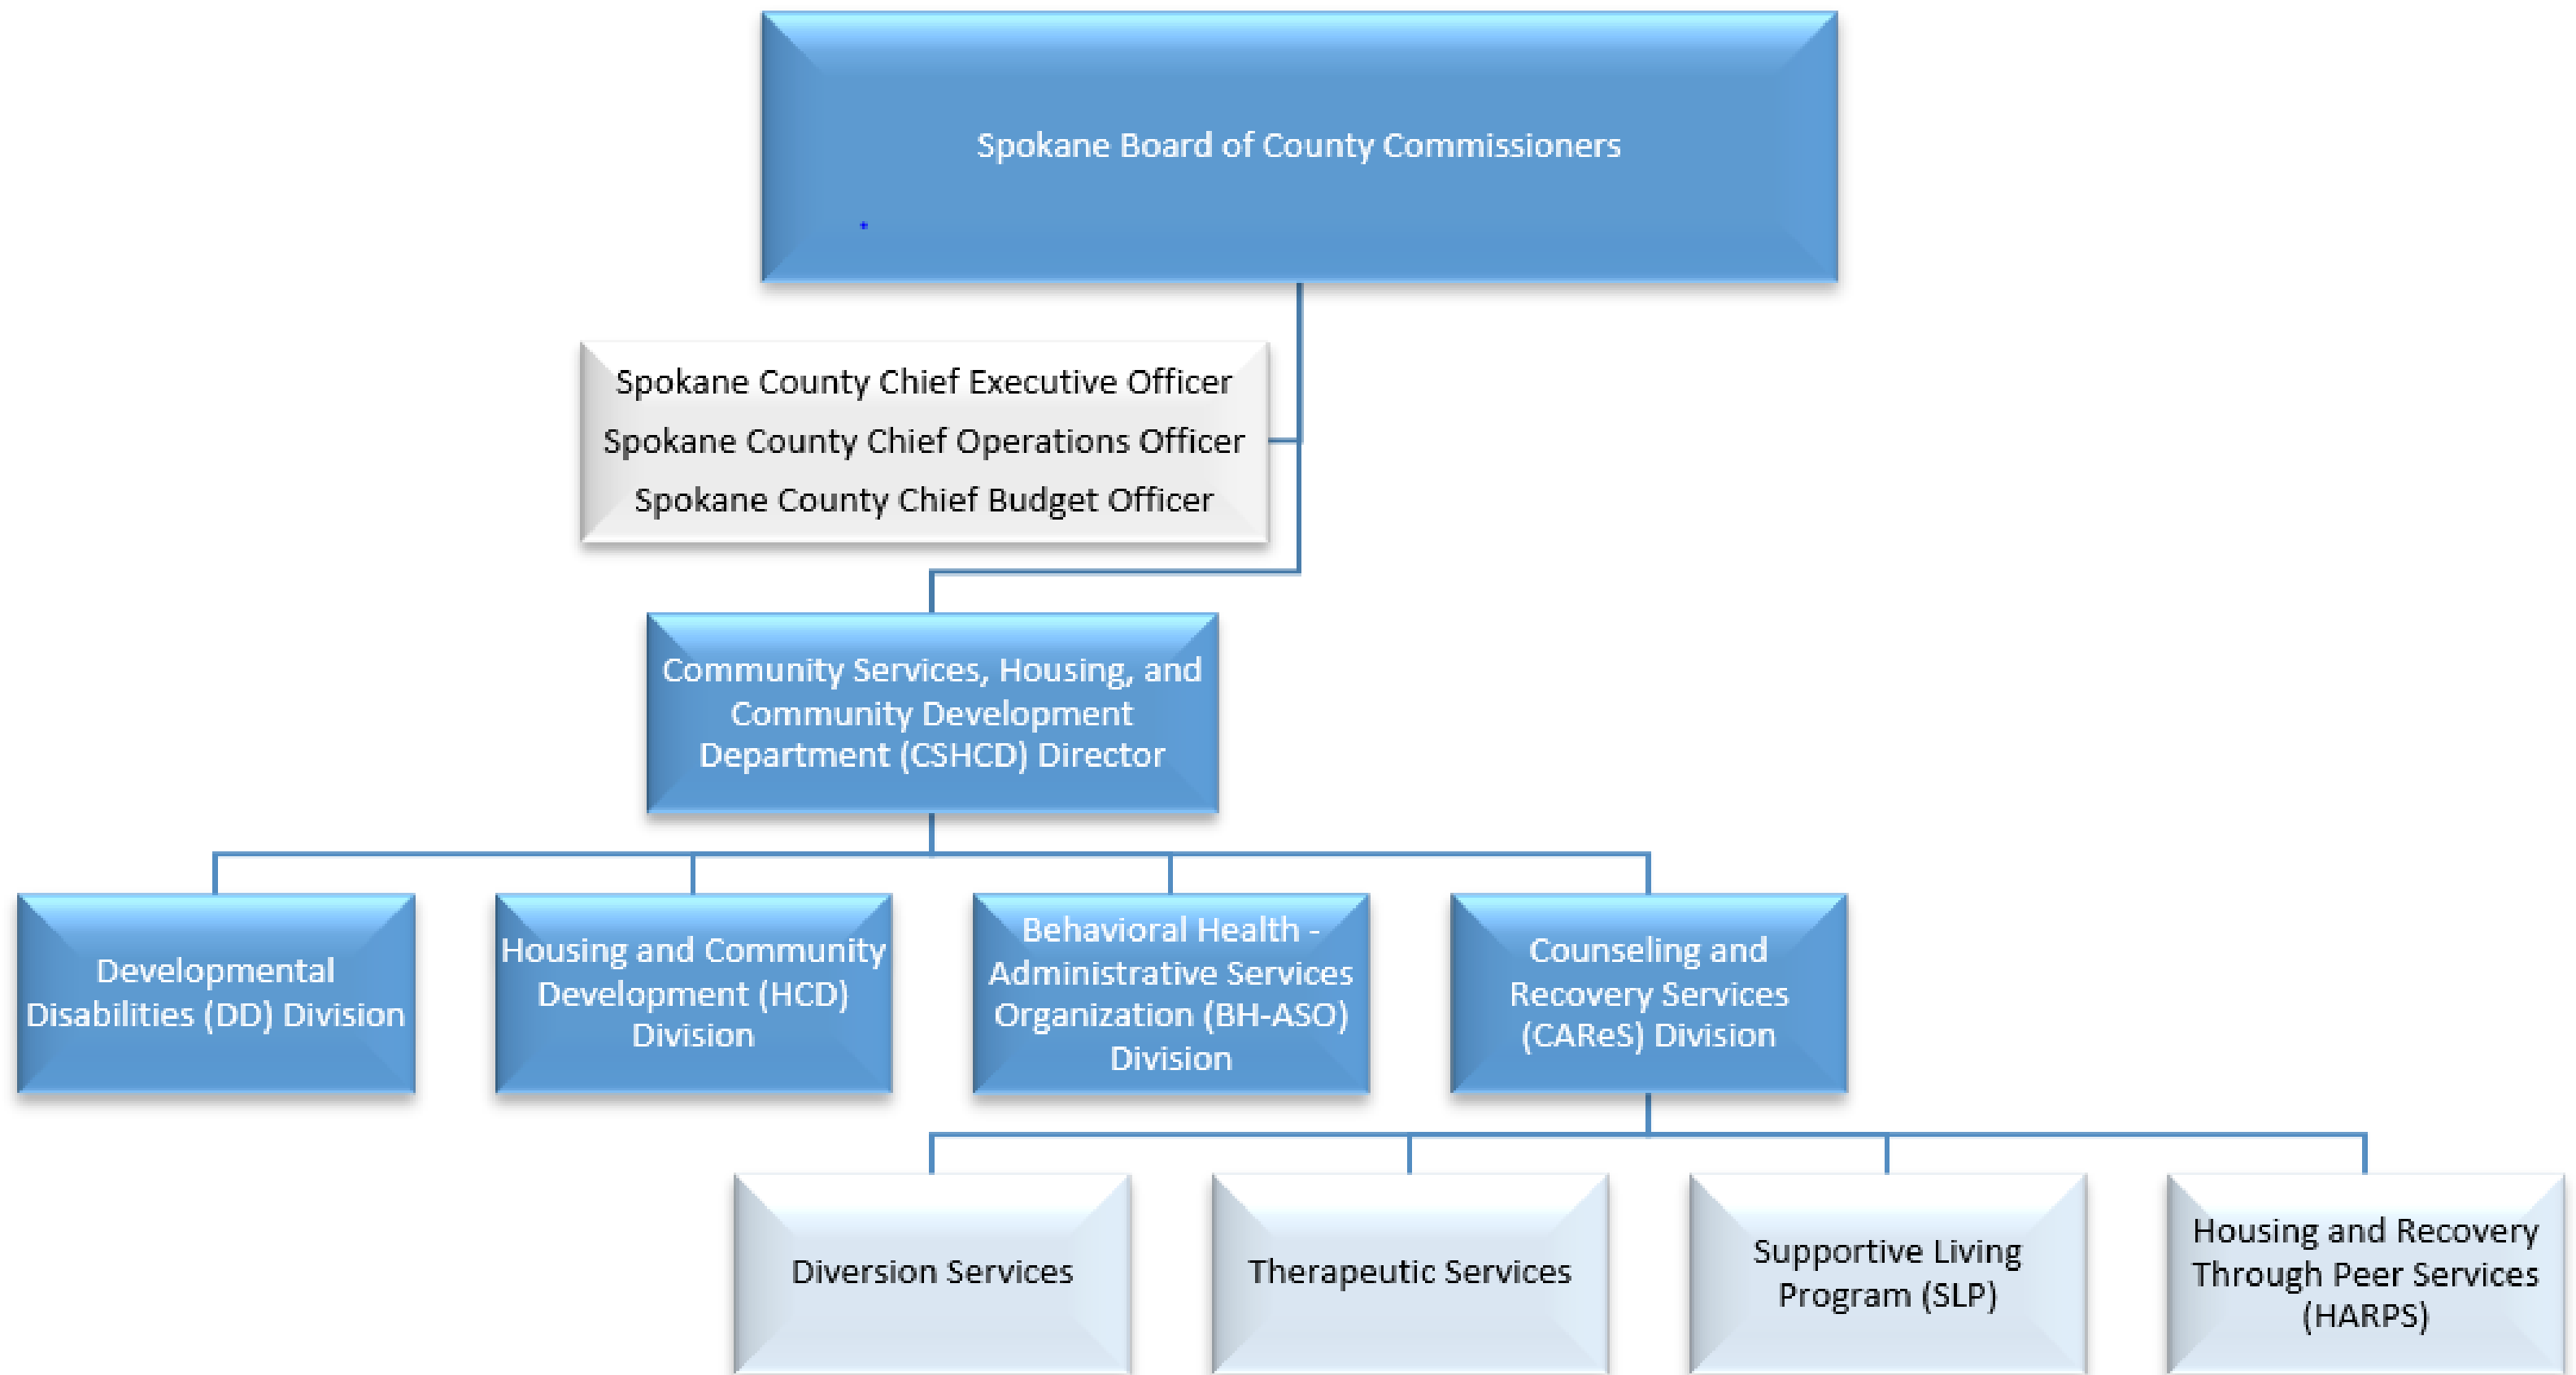 Spokane Board of County Commissioners
Spokane County Chief Executive Officer
Spokane County Chief Operations Officer
Spokane County Chief Budget Officer
Community Services, Housing, and
Community Development
Department (CSHCD) Director
Developmental
Disabilities (DD) Division
Housing and Community
Development (HCD)
Division
Behavioral Health -
Administrative Services
Organization (BH-ASO)
Division
Counseling and
Recovery Services
(CAReS) Division
Diversion Services
Therapeutic Services
Supportive Living
Program (SLP)
Housing and Recovery
Through Peer Services
(HARPS)